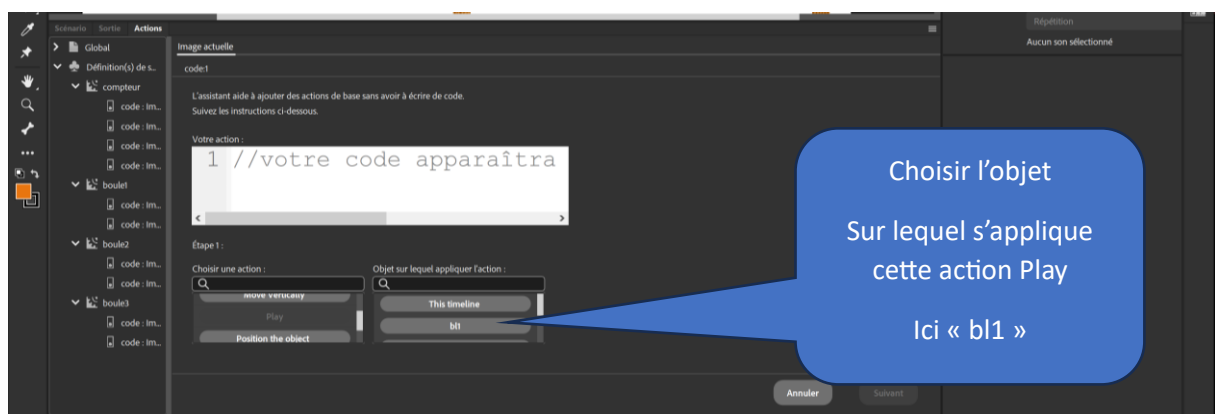 Scénario Sortie Actions
Global
Définition(s) de s...
compteur
code : Im...
code : Im...
code : Im...
code : Im...
boule1
code : Im...
code : Im...
boule2
code : Im...
code : Im...
boule3
code : Im...
code : Im...
Image actuelle
code:1
L'assistant aide à ajouter des actions de base sans avoir à écrire de code.
Suivez les instructions ci-dessous.
Votre action :
1 //votre code apparaîtra
Étape 1 :
Choisir une action :
Move Vertically
Play
Position the object
Objet sur lequel appliquer l'action :
This timeline
bl1
Annuler
Suivant
Répétition
Aucun son sélectionné
Choisir l'objet
Sur lequel s'applique
cette action Play
Ici « bl1 »